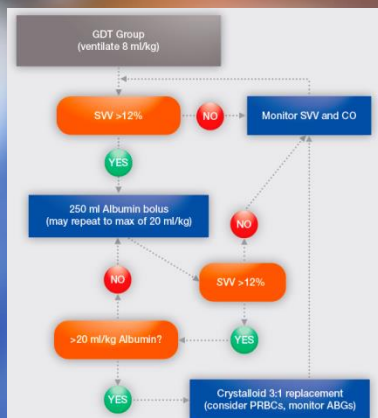 GDT Group
(ventilate 8 ml/kg)
SVV >12%
NO
Monitor SVV and CO
YES
250 ml Albumin bolus
(may repeat to max of 20 ml/kg)
NO
NO
SVV >12%
>20 ml/kg Albumin?
YES
YES
Crystalloid 3:1 replacement
(consider PRBCs, monitor ABGs)